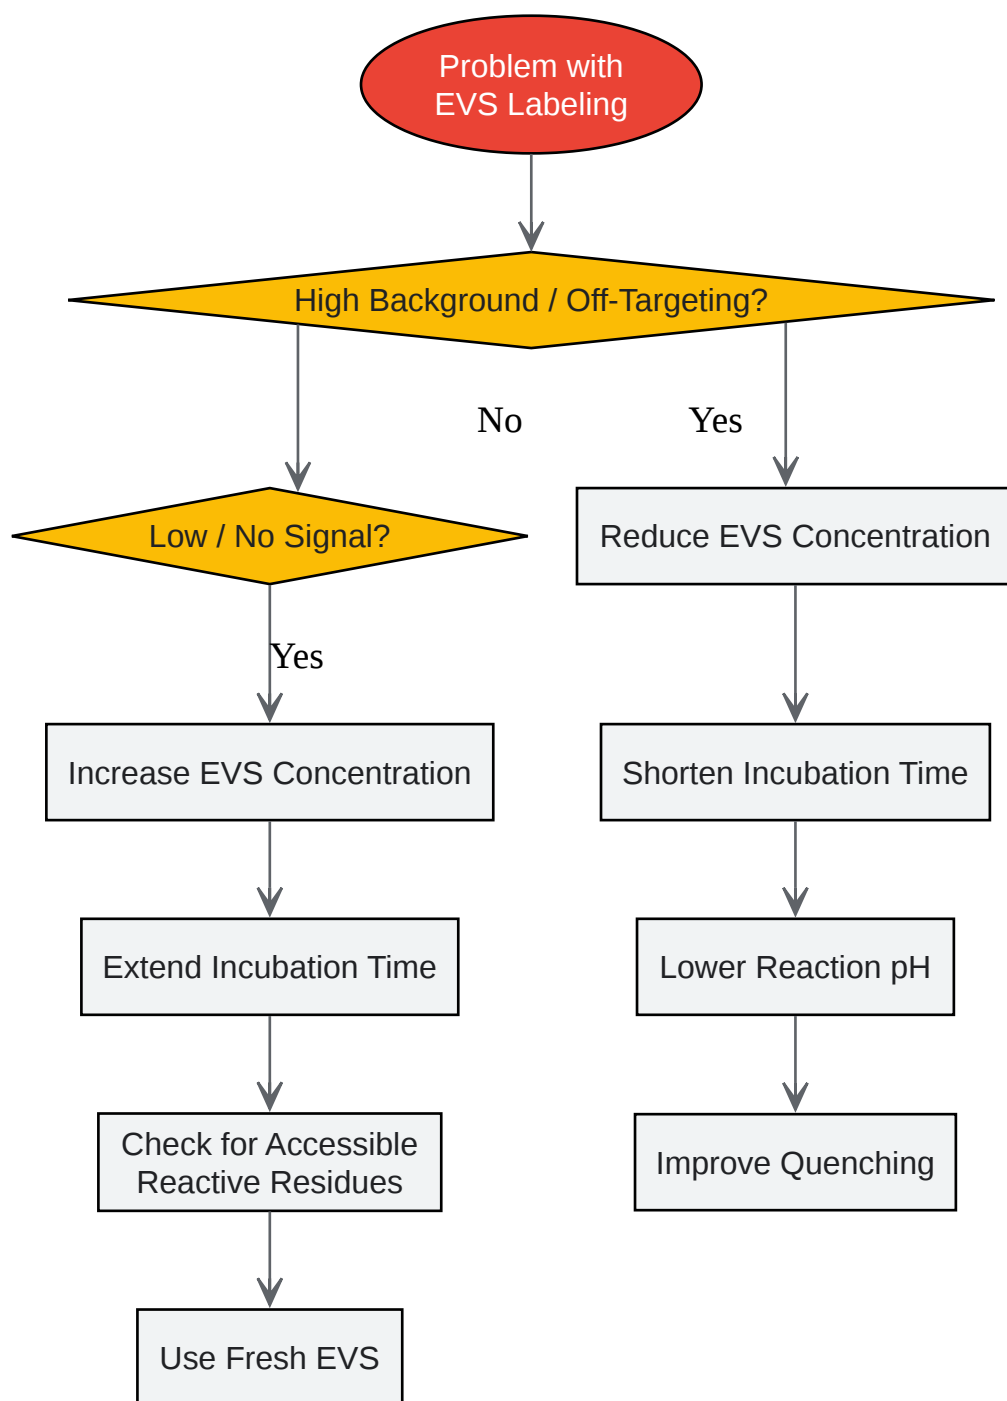 Problem with
EVS Labeling
High Background / Off-Targeting?
No
Yes
Low / No Signal?
Reduce EVS Concentration
Yes
Increase EVS Concentration
Shorten Incubation Time
Extend Incubation Time
Lower Reaction pH
Check for Accessible
Reactive Residues
Improve Quenching
Use Fresh EVS